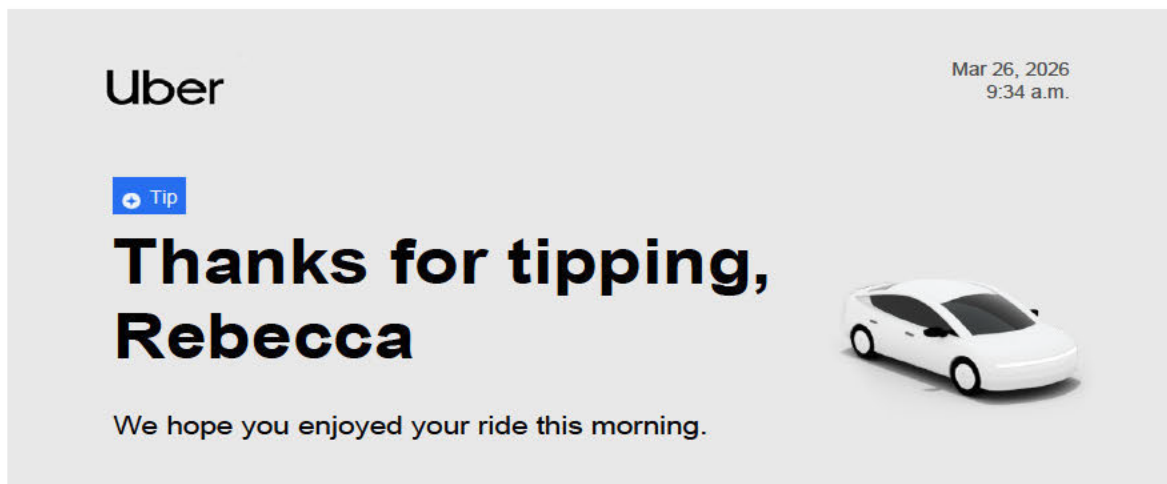 Uber
Mar 26, 2026
9:34 a.m.
Tip
Thanks for tipping,
Rebecca
We hope you enjoyed your ride this morning.